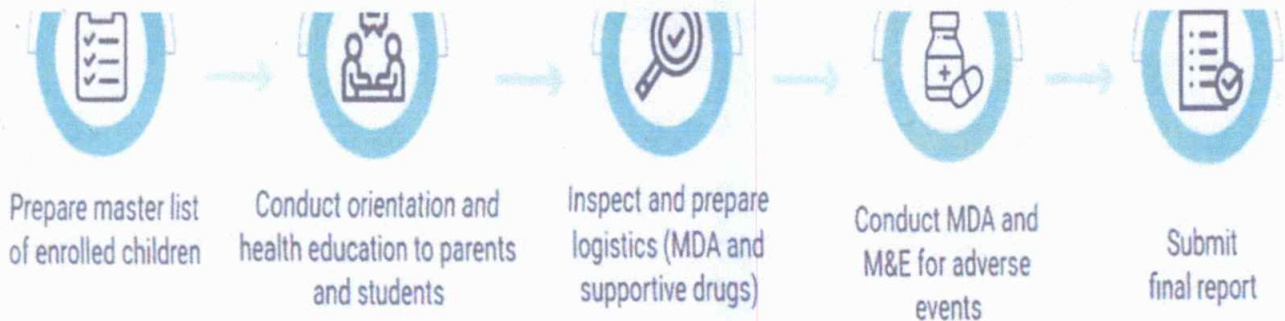 Prepare master list
of enrolled children
Conduct orientation and
health education to parents
and students
Inspect and prepare
logistics (MDA and
supportive drugs)
Conduct MDA and
M&E for adverse
events
Submit
final report